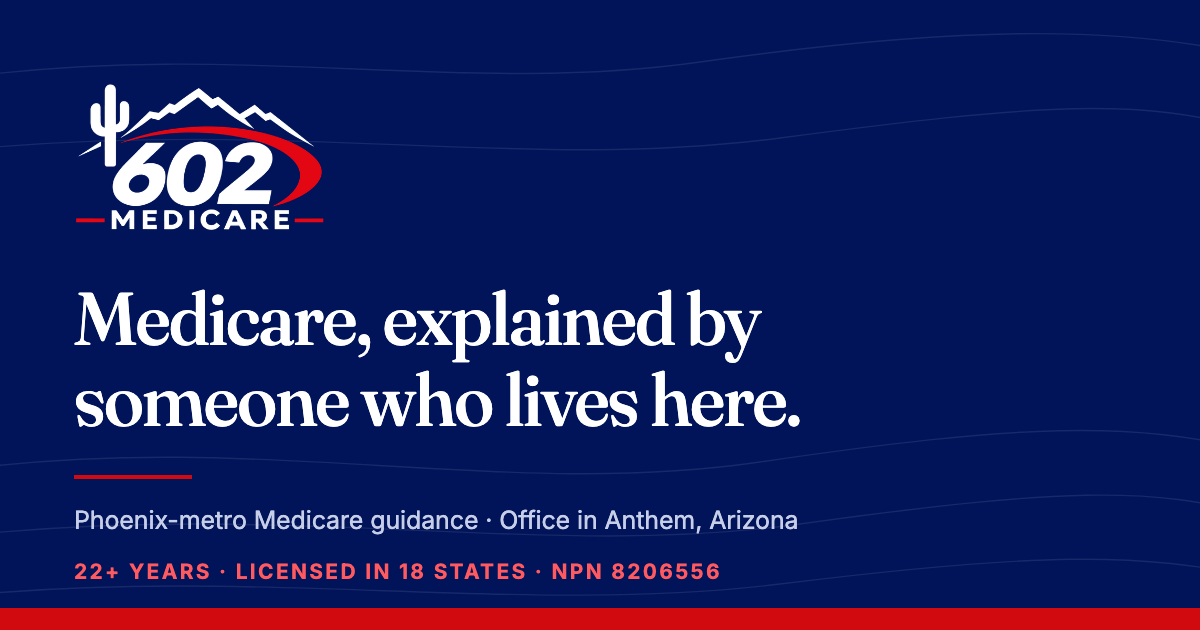 602
MEDICARE
Medicare, explained by
someone who lives here.
Phoenix-metro Medicare guidance · Office in Anthem, Arizona
22+ YEARS · LICENSED IN 18 STATES · NPN 8206556